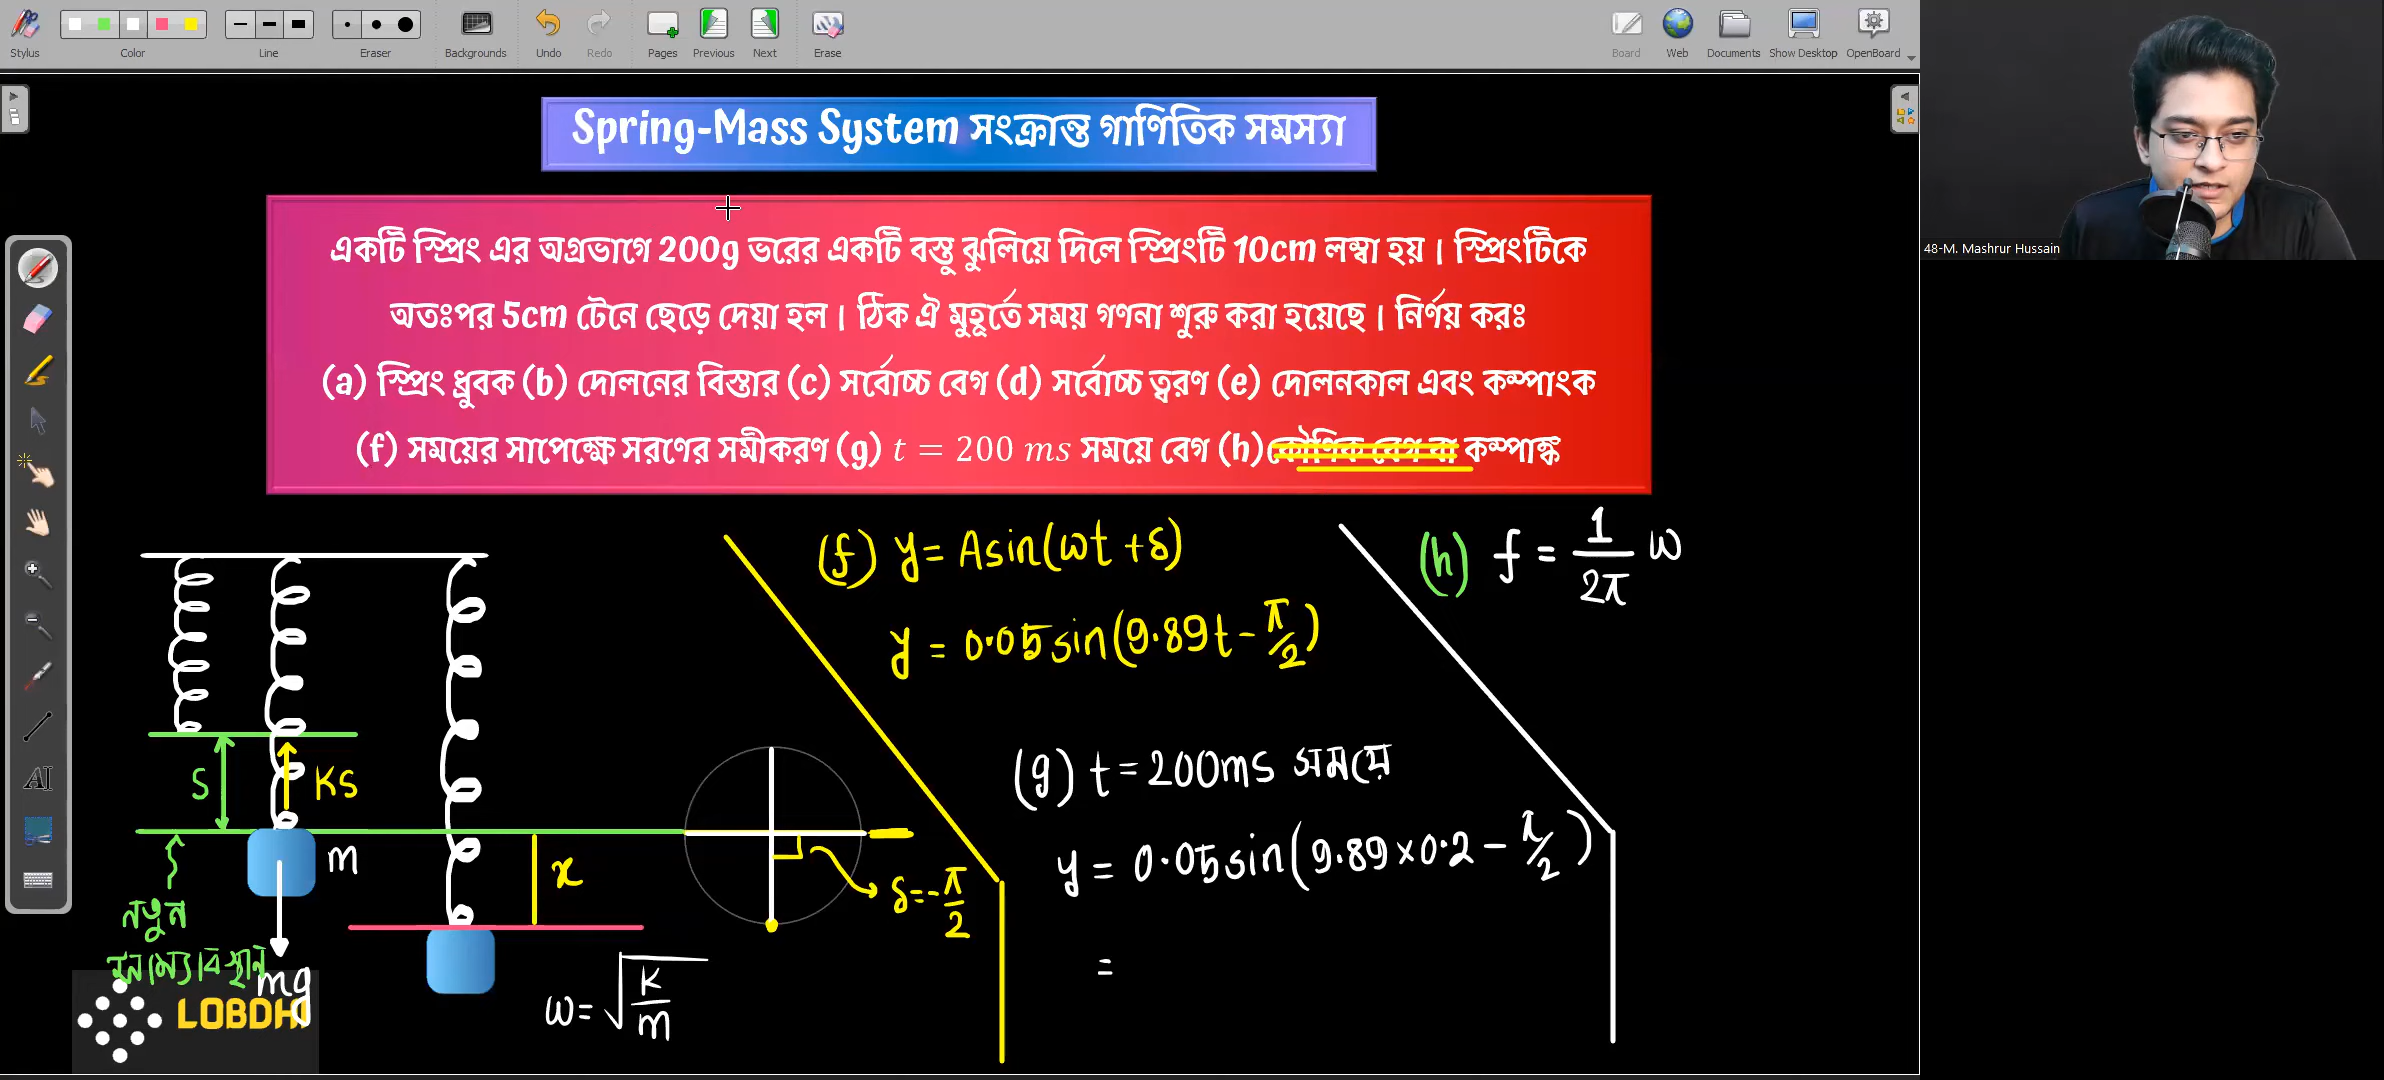 Stylus
Color
Line
Eraser
Backgrounds
Undo
Redo
Pages
Previous
Next
Erase
Board
Web
Documents
Show Desktop
OpenBoard
Spring-Mass System সংক্রান্ত গাণিতিক সমস্যা
একটি স্প্রিং এর অগ্রভাগে 200g ভরের একটি বস্তু ঝুলিয়ে দিলে স্প্রিংটি 10cm লম্বা হয়। স্প্রিংটিকে
অতঃপর 5cm টেনে ছেড়ে দেয়া হল। ঠিক ঐ মুহূর্তে সময় গণনা শুরু করা হয়েছে। নির্ণয় করঃ
(a) স্প্রিং ধ্রুবক (b) দোলনের বিস্তার (c) সর্বোচ্চ বেগ (d) সর্বোচ্চ ত্বরণ (e) দোলনকাল এবং কম্পাংক
(f) সময়ের সাপেক্ষে সরণের সমীকরণ (g) t = 200 ms সময়ে বেগ (h) কৌণিক বেগ বা কম্পাঙ্ক
48-M. Mashrur Hussain
(f) y = A sin(ωt + δ)
y = 0.05 sin(9.89t - π/2)
(g) t = 200ms সময়ে
y = 0.05 sin(9.89 × 0.2 - π/2)
=
(h) f = 1/2π ω
S
KS
m
mg
নতুন
সাম্যাবস্থান
x
δ = -π/2
ω = √K/m
LOBDH
AI